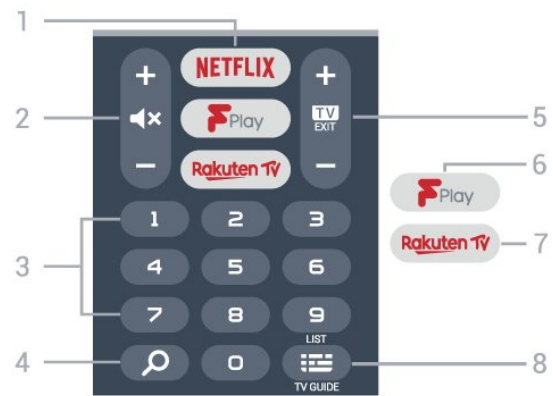 1
NETFLIX
+ +
2
Play
TV
EXIT
5
- -
Rakuten TV
6
Play
1 2 3
Rakuten TV
7
3
4 5 6
7 8 9
LIST
4
0
8
TV GUIDE